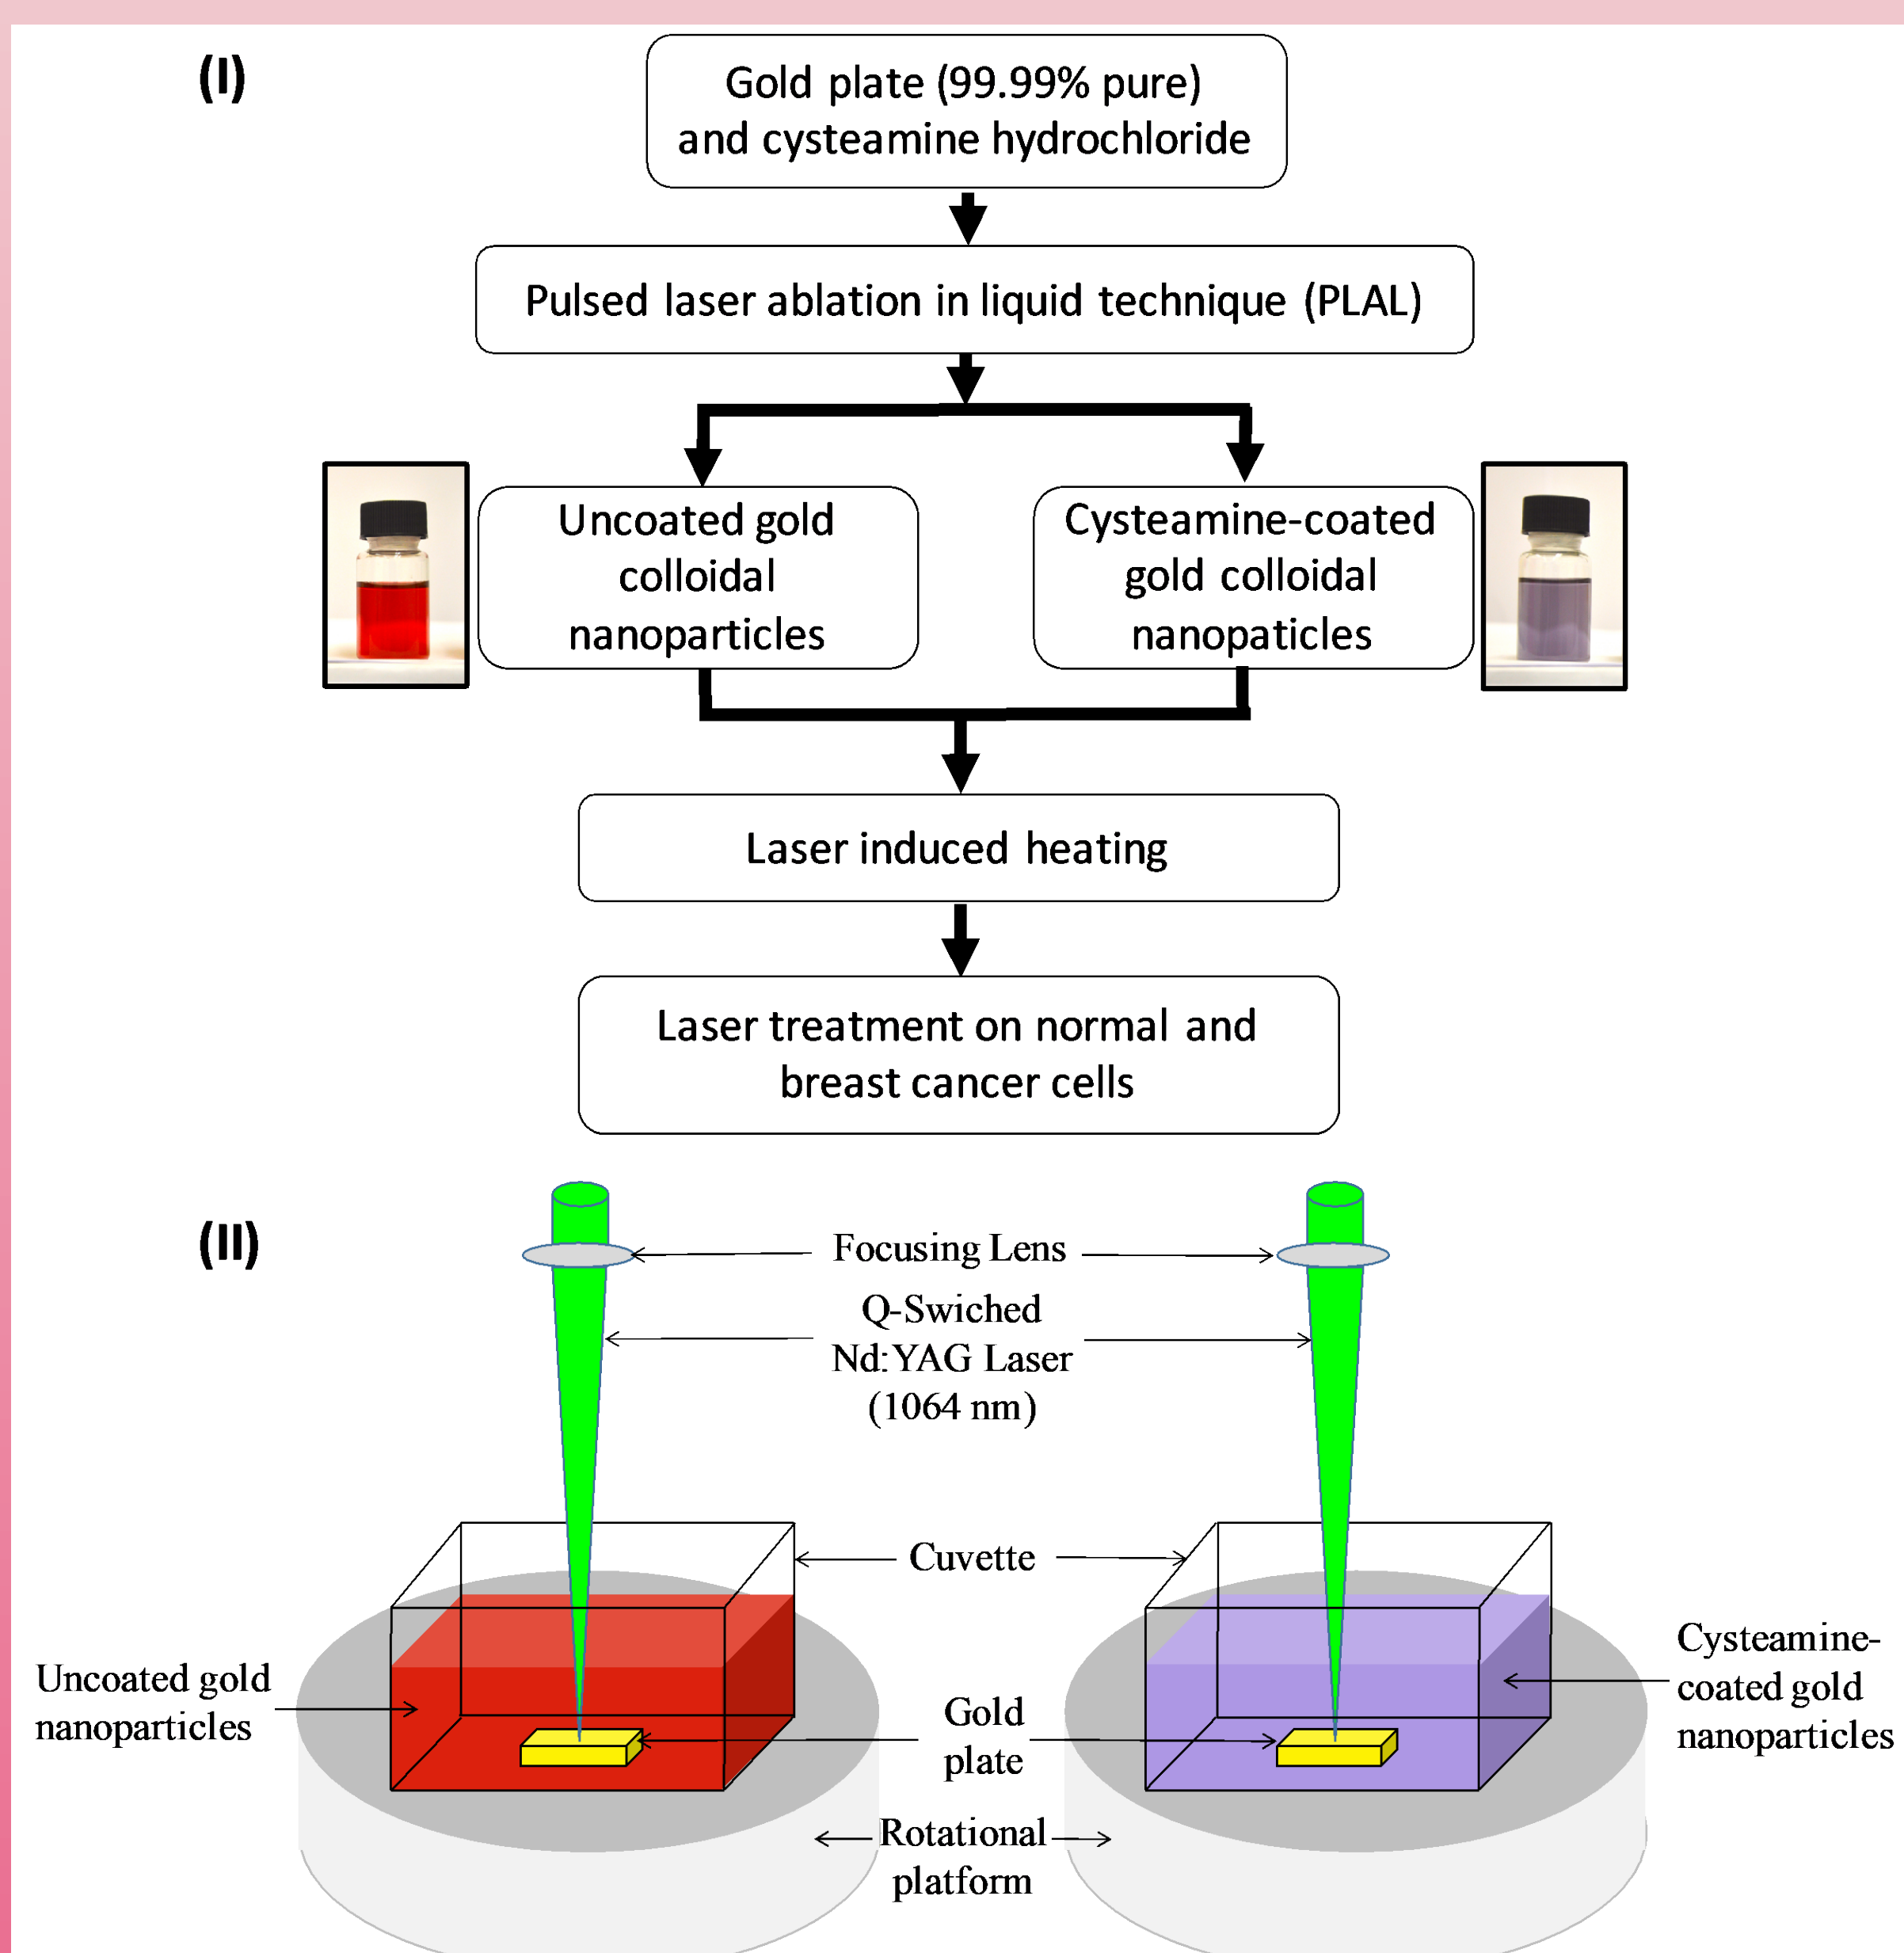 (I)
Gold plate (99.99% pure)
and cysteamine hydrochloride
Pulsed laser ablation in liquid technique (PLAL)
Uncoated gold
colloidal
nanoparticles
Cysteamine-coated
gold colloidal
nanopaticles
Laser induced heating
Laser treatment on normal and
breast cancer cells
(II)
Focusing Lens
Q-Swiched
Nd:YAG Laser
(1064 nm)
Cuvette
Uncoated gold
nanoparticles
Gold
plate
Cysteamine-
coated gold
nanoparticles
Rotational
platform